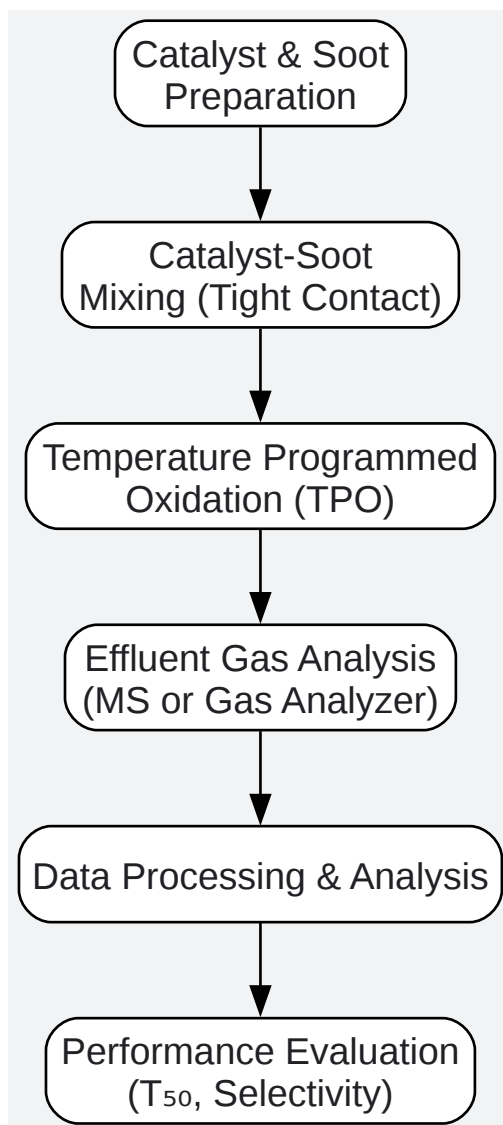 Catalyst & Soot
Preparation
Catalyst-Soot
Mixing (Tight Contact)
Temperature Programmed
Oxidation (TPO)
Effluent Gas Analysis
(MS or Gas Analyzer)
Data Processing & Analysis
Performance Evaluation
(T₅₀, Selectivity)